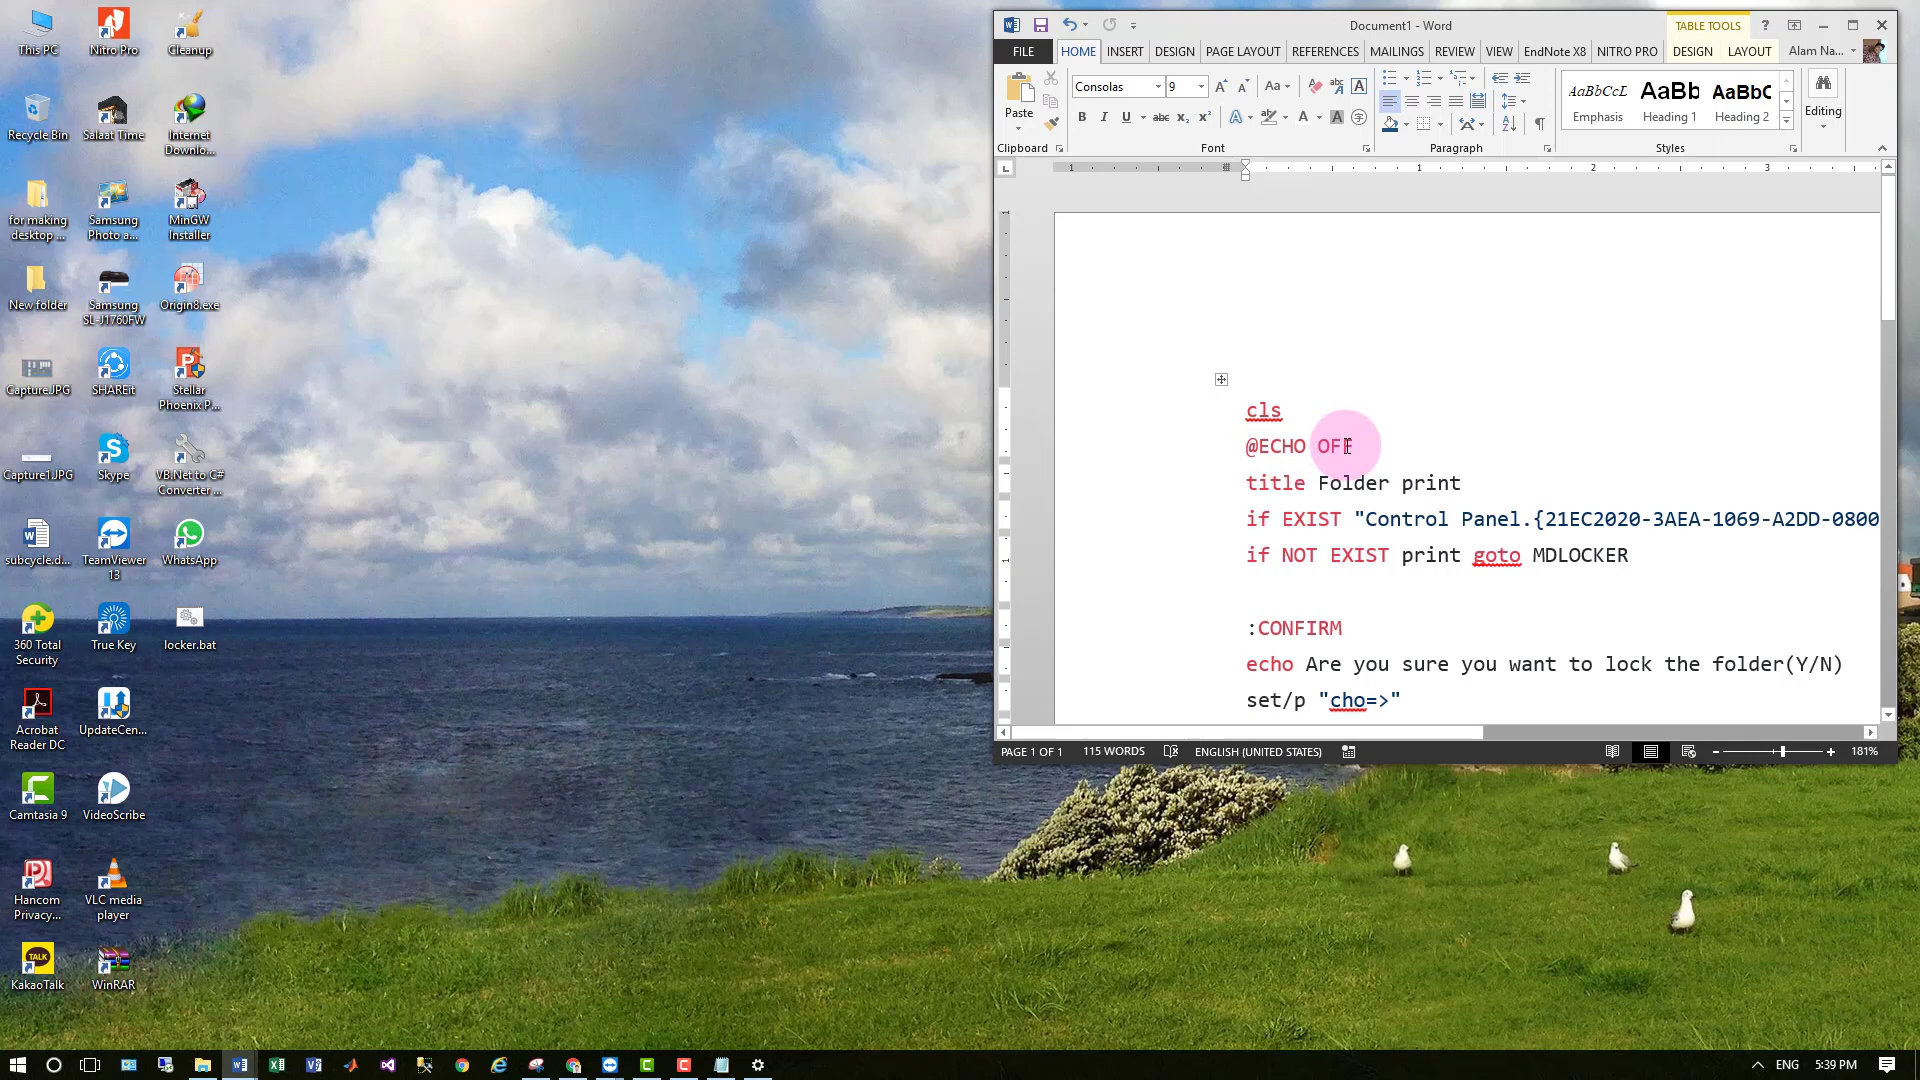 This PC
Nitro Pro
Cleanup
Recycle Bin
Salaat Time
Internet
Downlo...
for making
desktop ...
Samsung
Photo a...
MinGW
Installer
New folder
Samsung
SL-J1760FW
Origin8.exe
Capture.JPG
SHAREit
Stellar
Phoenix P...
Capture1.JPG
Skype
VB.Net to C#
Converter ...
subcycle.d...
TeamViewer
13
WhatsApp
360 Total
Security
True Key
locker.bat
Acrobat
Reader DC
UpdateCen...
Camtasia 9
VideoScribe
Hancom
Privacy...
VLC media
player
TALK
KakaoTalk
WinRAR
Document1 - Word
TABLE TOOLS
FILE HOME INSERT DESIGN PAGE LAYOUT REFERENCES MAILINGS REVIEW VIEW EndNote X8 NITRO PRO DESIGN LAYOUT Alam Na...
Paste
Clipboard
Consolas 9
Font
Paragraph
AaBbCcL AaBb AaBbC
Emphasis Heading 1 Heading 2
Styles
Editing
1 1 2 3
cls
@ECHO OFF
title Folder print
if EXIST "Control Panel.{21EC2020-3AEA-1069-A2DD-0800
if NOT EXIST print goto MDLOCKER
:CONFIRM
echo Are you sure you want to lock the folder(Y/N)
set/p "cho=>"
PAGE 1 OF 1 115 WORDS ENGLISH (UNITED STATES) 181%
ENG 5:39 PM